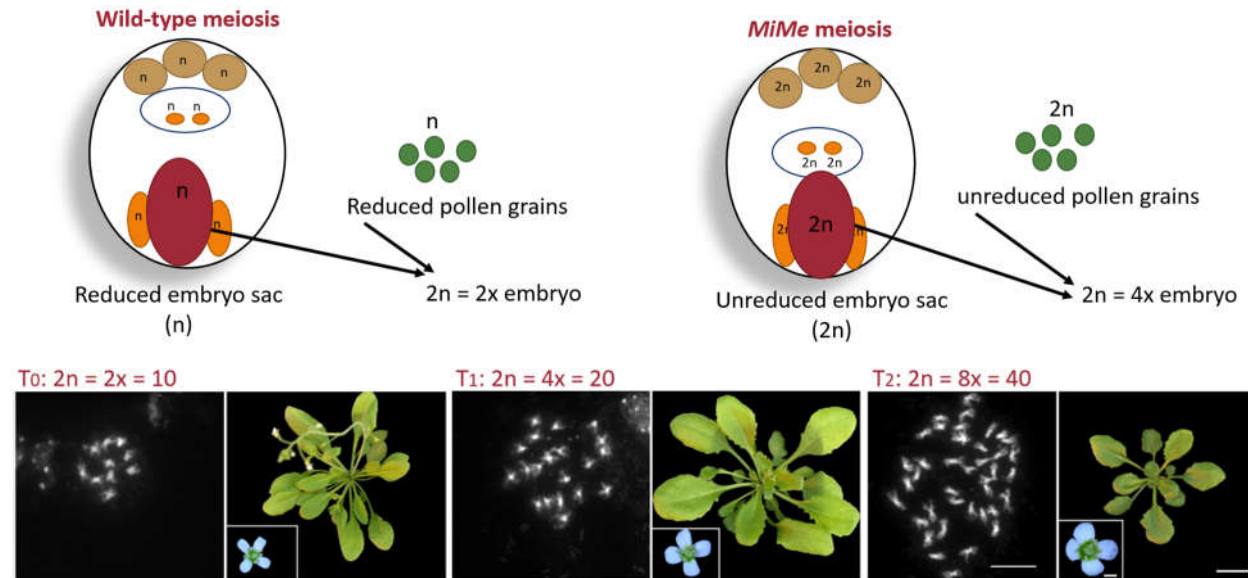 Wild-type meiosis
n n n
n n
n
n n
n
Reduced pollen grains
2n = 2x embryo
Reduced embryo sac
(n)
MiMe meiosis
2n 2n 2n
2n 2n
2n
2n n
2n
unreduced pollen grains
2n = 4x embryo
Unreduced embryo sac
(2n)
T0: 2n = 2x = 10
T1: 2n = 4x = 20
T2: 2n = 8x = 40